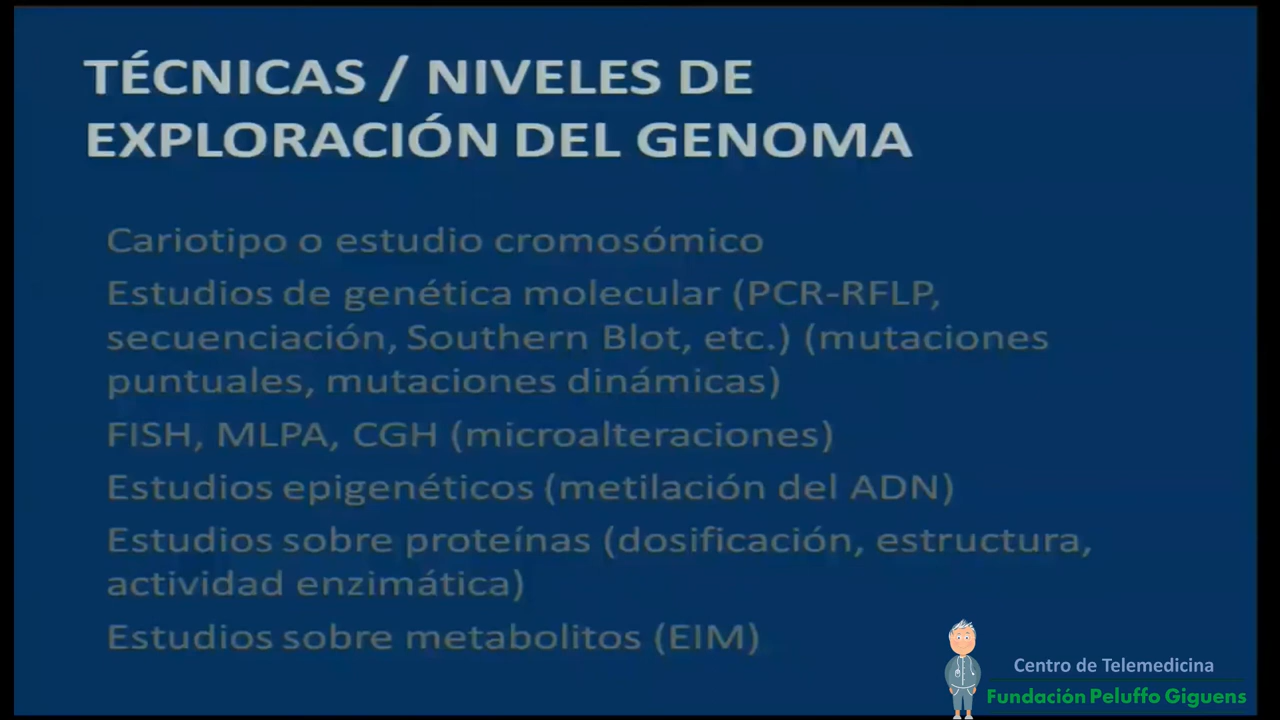 TÉCNICAS / NIVELES DE
EXPLORACIÓN DEL GENOMA
Cariotipo o estudio cromosómico
Estudios de genética molecular (PCR-RFLP,
secuenciación, Southern Blot, etc.) (mutaciones
puntuales, mutaciones dinámicas)
FISH, MLPA, CGH (microalteraciones)
Estudios epigenéticos (metilación del ADN)
Estudios sobre proteínas (dosificación, estructura,
actividad enzimática)
Estudios sobre metabolitos (EIM)
Centro de Telemedicina
Fundación Peluffo Giguens